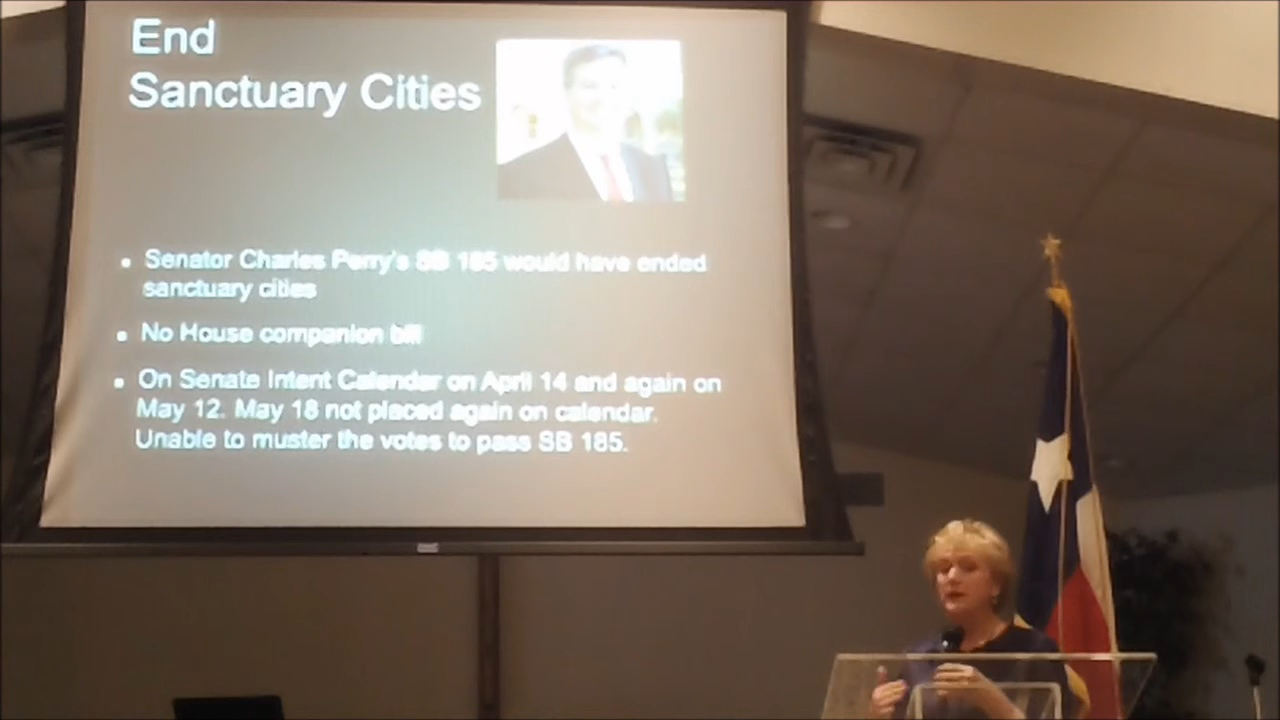 End
Sanctuary Cities
• Senator Charles Perry's SB 185 would have ended
sanctuary cities
• No House companion bill
• On Senate Intent Calendar on April 14 and again on
May 12. May 18 not placed again on calendar.
Unable to muster the votes to pass SB 185.